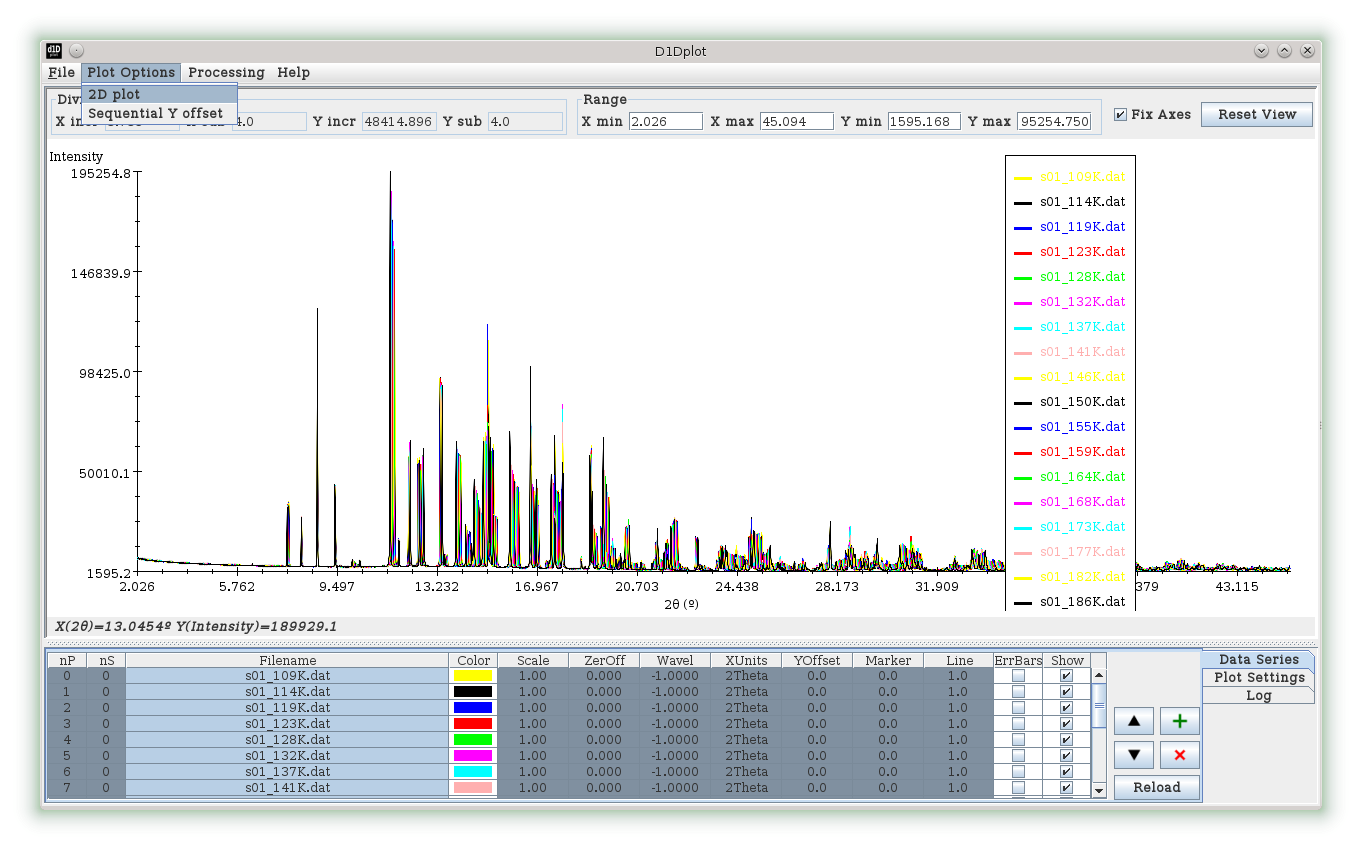 d1D
D1Dplot
File Plot Options Processing Help
2D plot
Sequential Y offset
X 4.0 Y incr 48414.896 Y sub 4.0
Range
X min 2.026 X max 45.094 Y min 1595.168 Y max 95254.750
Fix Axes Reset View
Intensity
195254.8
146839.9
98425.0
50010.1
1595.2
2.026 5.762 9.497 13.232 16.967 20.703 24.438 28.173 31.909 379 43.115
2θ (º)
s01_109K.dat
s01_114K.dat
s01_119K.dat
s01_123K.dat
s01_128K.dat
s01_132K.dat
s01_137K.dat
s01_141K.dat
s01_146K.dat
s01_150K.dat
s01_155K.dat
s01_159K.dat
s01_164K.dat
s01_168K.dat
s01_173K.dat
s01_177K.dat
s01_182K.dat
s01_186K.dat
X(2θ)=13.0454º Y(Intensity)=189929.1
nP nS Filename Color Scale ZerOff Wavel XUnits YOffset Marker Line ErrBars Show
0 0 s01_109K.dat 1.00 0.000 -1.0000 2Theta 0.0 0.0 1.0
1 0 s01_114K.dat 1.00 0.000 -1.0000 2Theta 0.0 0.0 1.0
2 0 s01_119K.dat 1.00 0.000 -1.0000 2Theta 0.0 0.0 1.0
3 0 s01_123K.dat 1.00 0.000 -1.0000 2Theta 0.0 0.0 1.0
4 0 s01_128K.dat 1.00 0.000 -1.0000 2Theta 0.0 0.0 1.0
5 0 s01_132K.dat 1.00 0.000 -1.0000 2Theta 0.0 0.0 1.0
6 0 s01_137K.dat 1.00 0.000 -1.0000 2Theta 0.0 0.0 1.0
7 0 s01_141K.dat 1.00 0.000 -1.0000 2Theta 0.0 0.0 1.0
Reload
Data Series
Plot Settings
Log